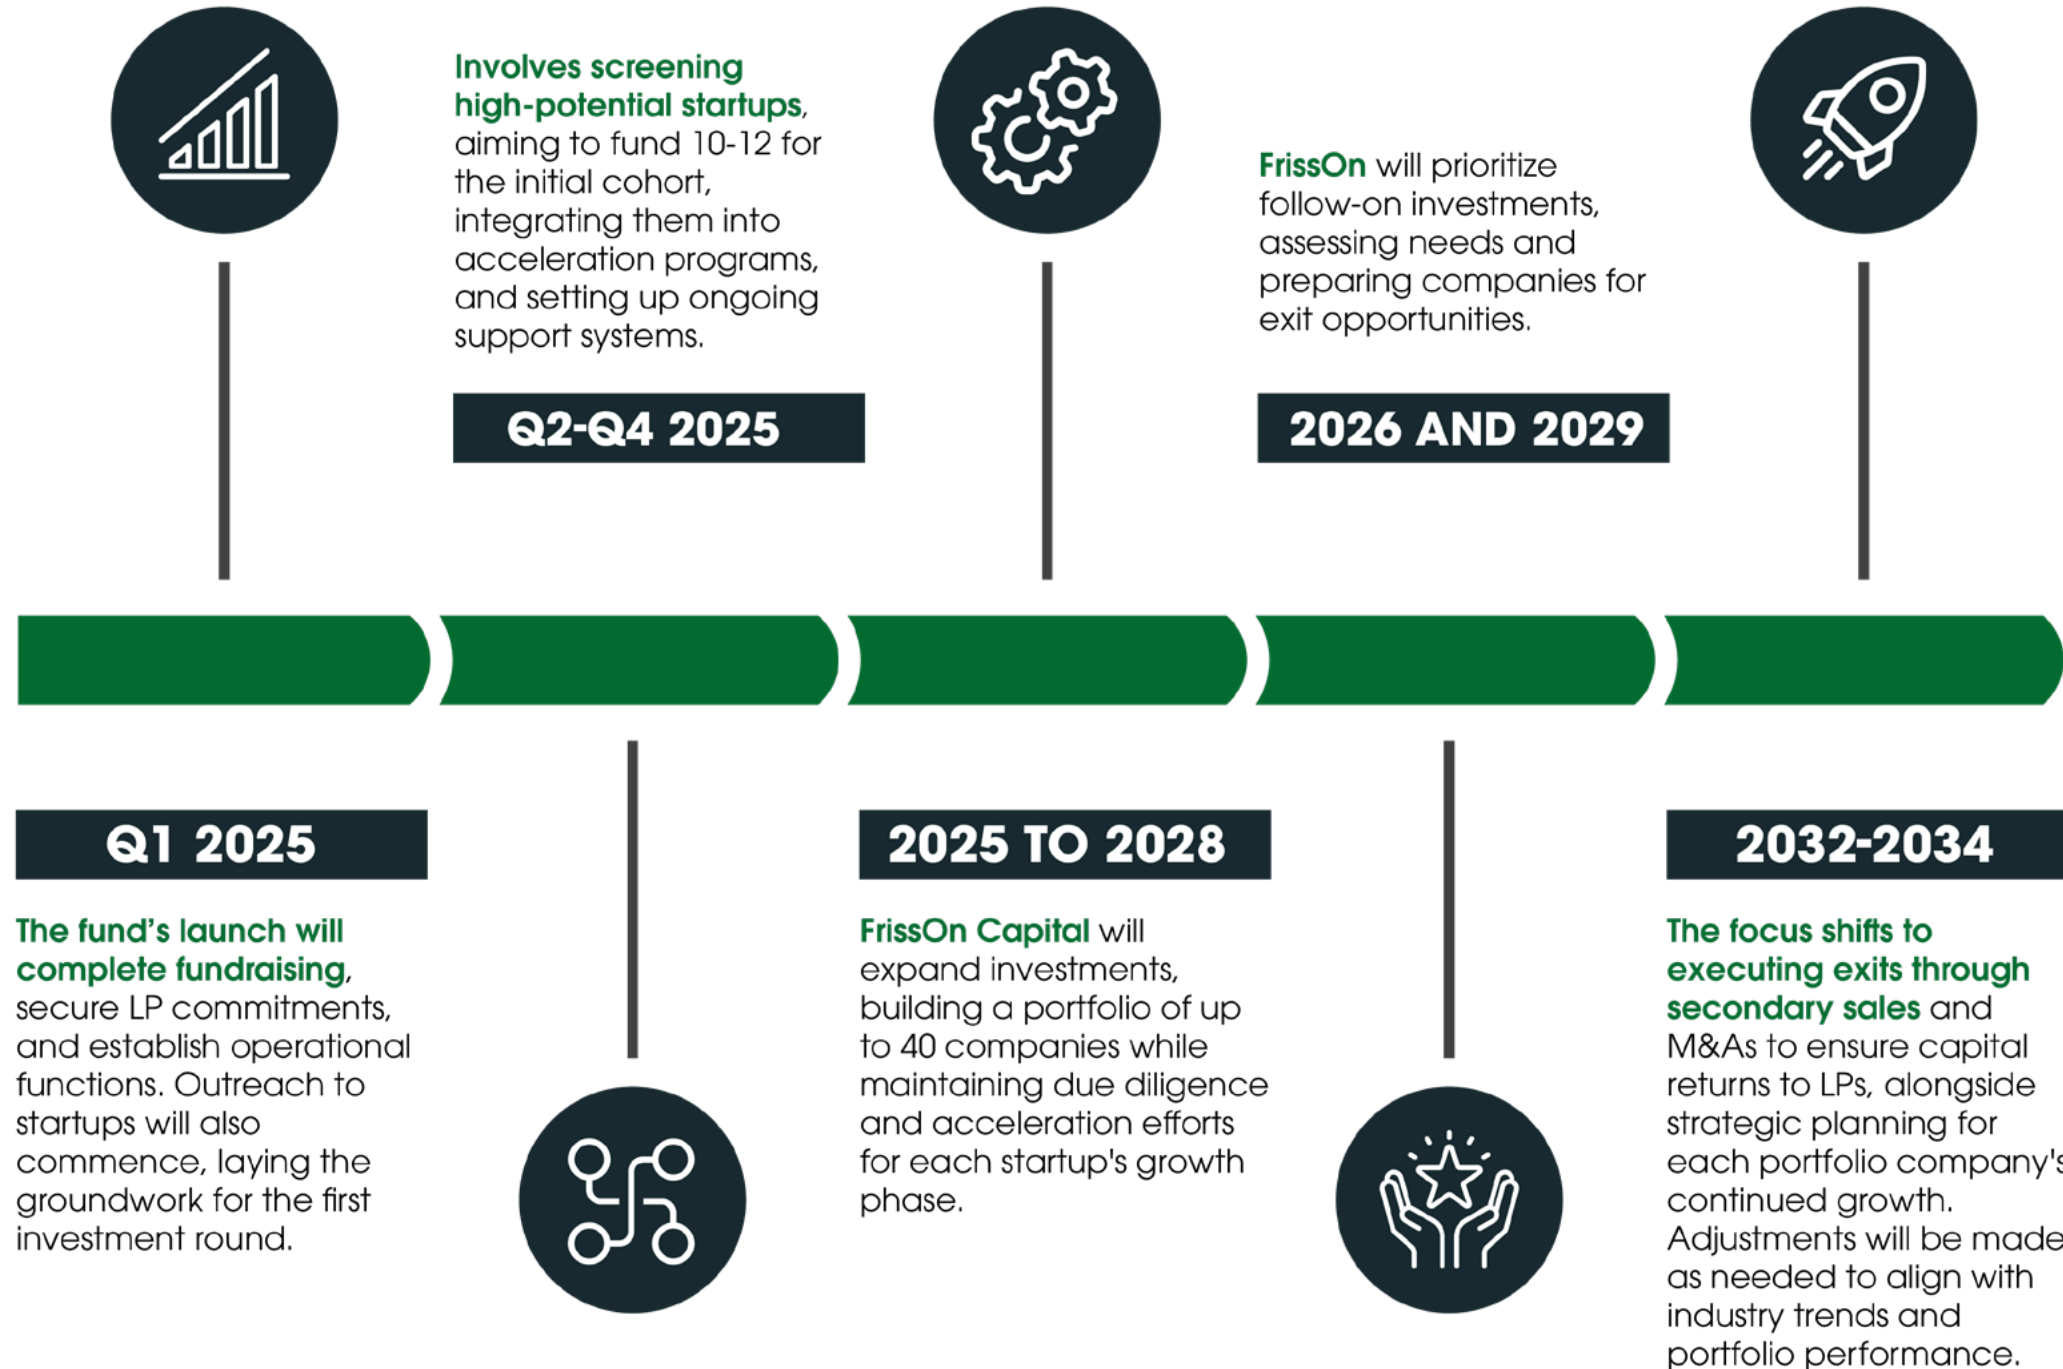 Involves screening
high-potential startups,
aiming to fund 10-12 for
the initial cohort,
integrating them into
acceleration programs,
and setting up ongoing
support systems.
Q2-Q4 2025
FrissOn will prioritize
follow-on investments,
assessing needs and
preparing companies for
exit opportunities.
2026 AND 2029
Q1 2025
The fund's launch will
complete fundraising,
secure LP commitments,
and establish operational
functions. Outreach to
startups will also
commence, laying the
groundwork for the first
investment round.
2025 TO 2028
FrissOn Capital will
expand investments,
building a portfolio of up
to 40 companies while
maintaining due diligence
and acceleration efforts
for each startup's growth
phase.
2032-2034
The focus shifts to
executing exits through
secondary sales and
M&As to ensure capital
returns to LPs, alongside
strategic planning for
each portfolio company's
continued growth.
Adjustments will be made
as needed to align with
industry trends and
portfolio performance.